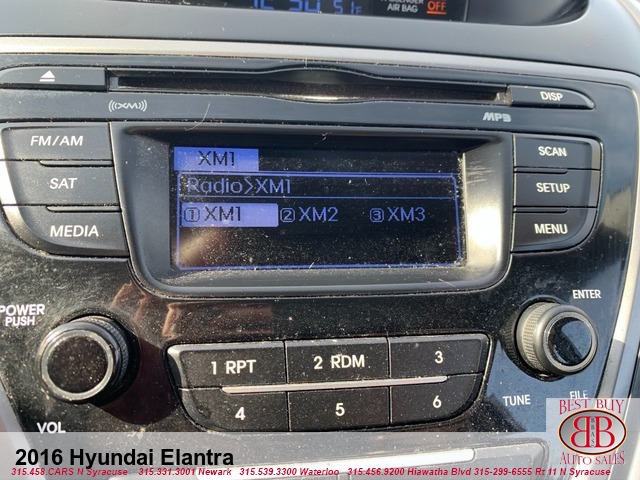 PASSENGER
AIR BAG OFF
((XM))
DISP
MP3
FM/AM
SAT
MEDIA
XM1
Radio>XM1
1 XM1 2 XM2 3 XM3
SCAN
SETUP
MENU
POWER
PUSH
VOL
1 RPT 2 RDM 3
4 5 6
ENTER
TUNE
FILE
BEST BUY
BB
AUTO SALES
2016 Hyundai Elantra
315.458.CARS N Syracuse 315.331.3001 Newark 315.539.3300 Waterloo 315.456.9200 Hiawatha Blvd 315-299-6555 Rt 11 N Syracuse